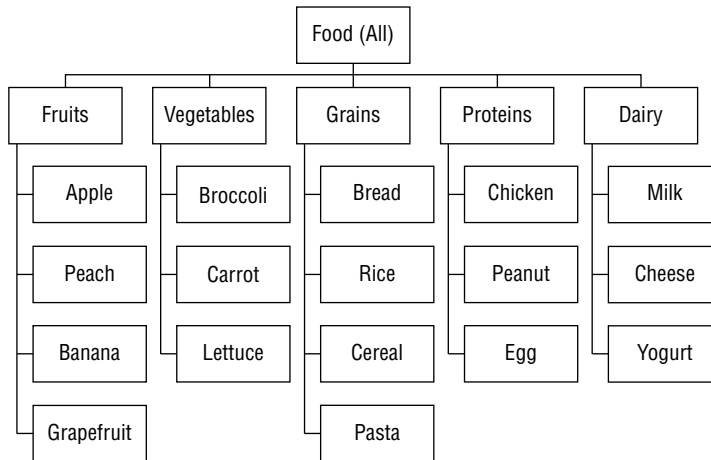 Food (All)
Fruits
Vegetables
Grains
Proteins
Dairy
Apple
Broccoli
Bread
Chicken
Milk
Peach
Carrot
Rice
Peanut
Cheese
Banana
Lettuce
Cereal
Egg
Yogurt
Grapefruit
Pasta